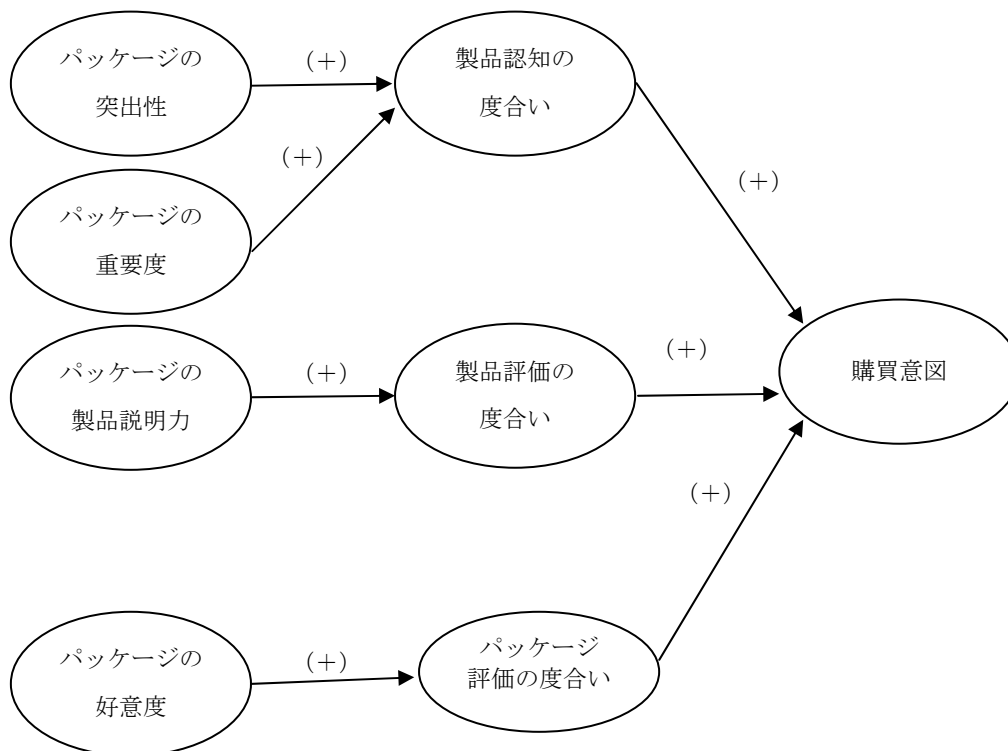 パッケージの
突出性
（＋）
製品認知の
度合い
パッケージの
重要度
（＋）
（＋）
パッケージの
製品説明力
（＋）
製品評価の
度合い
（＋）
購買意図
（＋）
パッケージの
好意度
（＋）
パッケージ
評価の度合い